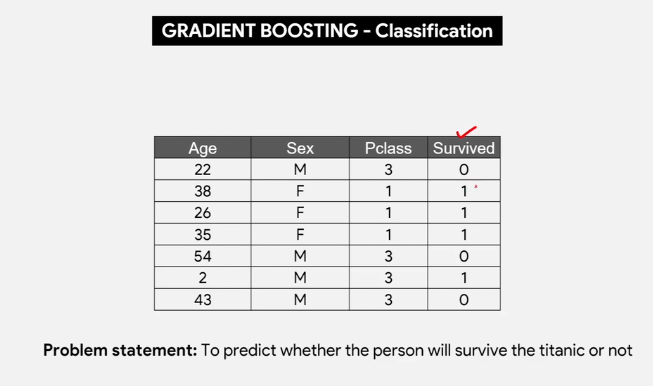 GRADIENT BOOSTING - Classification
Age Sex Pclass Survived
22 M 3 0
38 F 1 1
26 F 1 1
35 F 1 1
54 M 3 0
2 M 3 1
43 M 3 0
Problem statement: To predict whether the person will survive the titanic or not